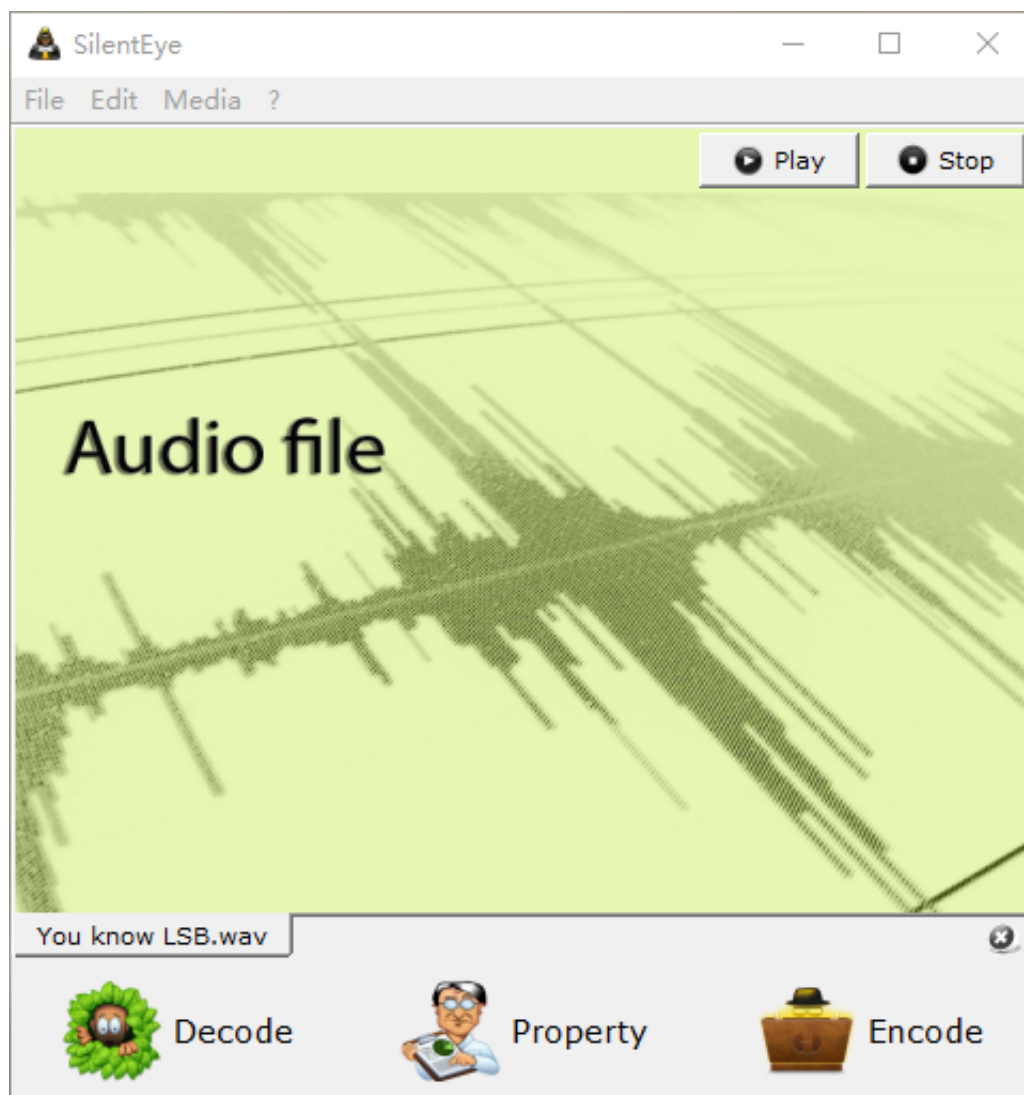 SilentEye
File Edit Media ?
Play Stop
Audio file
You know LSB.wav
Decode Property Encode